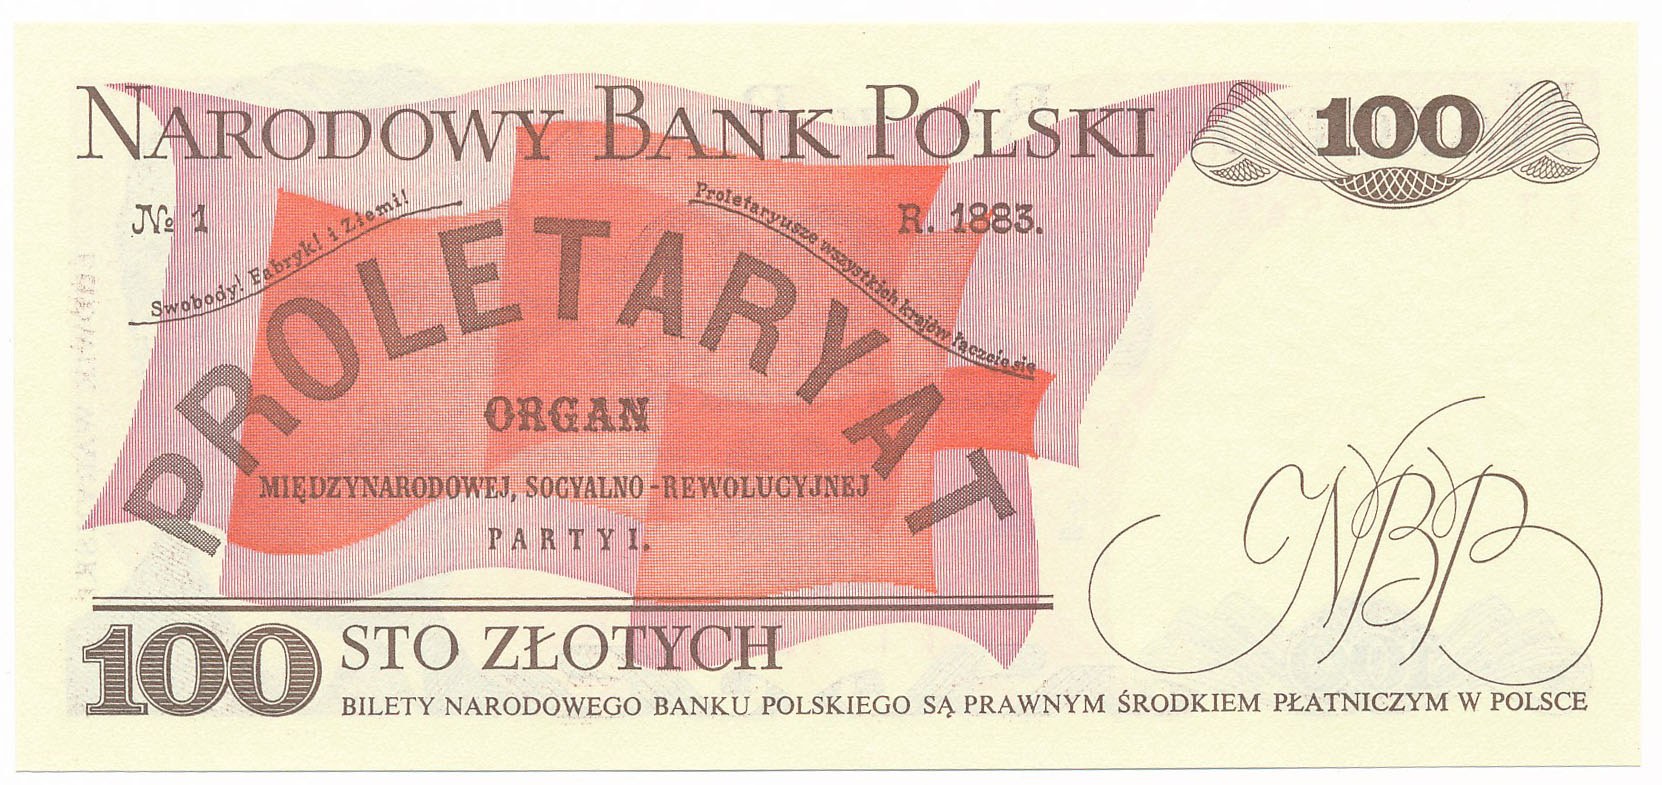 NARODOWY BANK POLSKI
100
№ 1
R. 1883.
Swobody! Fabryk! i Ziemi!
Proletaryusze wszystkich krajów łączcie się
PROLETARYAT
ORGAN
MIĘDZYNARODOWEJ, SOCYALNO-REWOLUCYJNEJ
PARTYI.
NBP
100
STO ZŁOTYCH
BILETY NARODOWEGO BANKU POLSKIEGO SĄ PRAWNYM ŚRODKIEM PŁATNICZYM W POLSCE